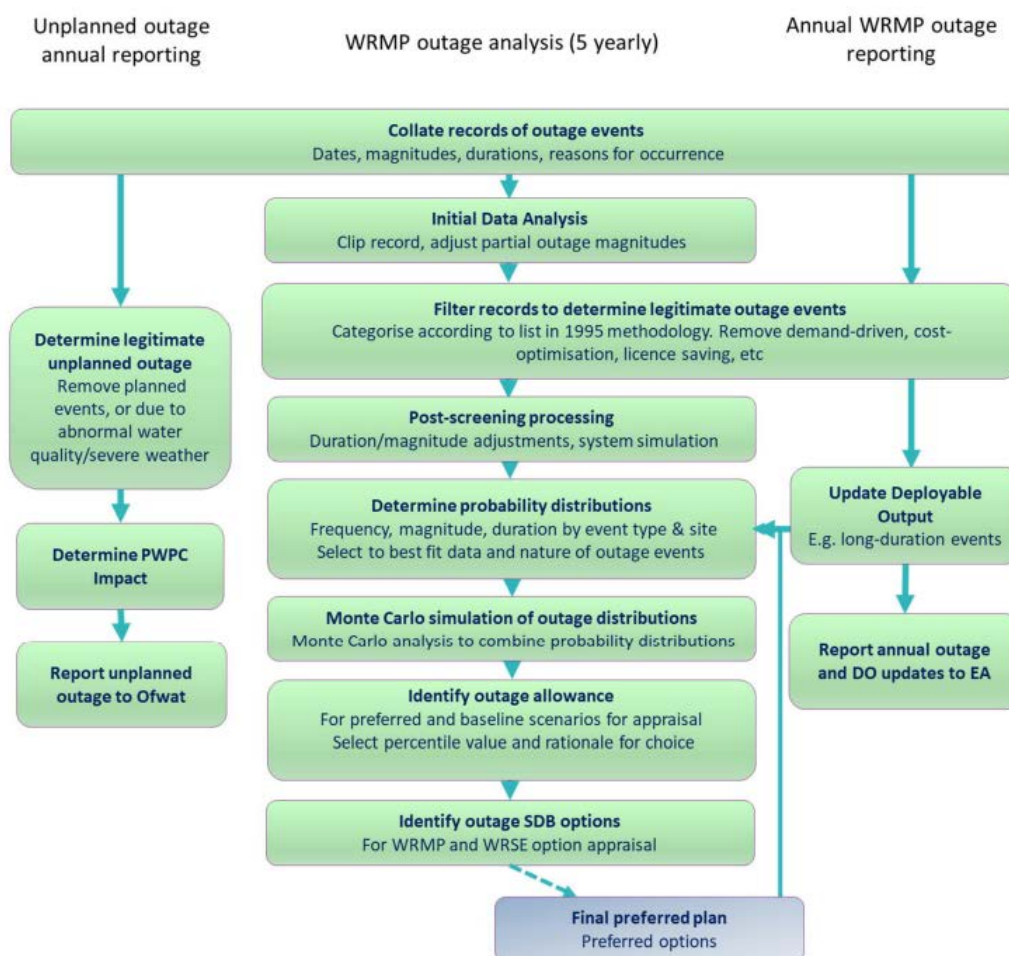 Unplanned outage
annual reporting
WRMP outage analysis (5 yearly)
Annual WRMP outage
reporting
Collate records of outage events
Dates, magnitudes, durations, reasons for occurrence
Initial Data Analysis
Clip record, adjust partial outage magnitudes
Filter records to determine legitimate outage events
Categorise according to list in 1995 methodology. Remove demand-driven, cost-
optimisation, licence saving, etc
Determine legitimate
unplanned outage
Remove planned
events, or due to
abnormal water
quality/severe weather
Post-screening processing
Duration/magnitude adjustments, system simulation
Determine probability distributions
Frequency, magnitude, duration by event type & site
Select to best fit data and nature of outage events
Update Deployable
Output
E.g. long-duration events
Determine PWPC
Impact
Monte Carlo simulation of outage distributions
Monte Carlo analysis to combine probability distributions
Report annual outage
and DO updates to EA
Report unplanned
outage to Ofwat
Identify outage allowance
For preferred and baseline scenarios for appraisal
Select percentile value and rationale for choice
Identify outage SDB options
For WRMP and WRSE option appraisal
Final preferred plan
Preferred options